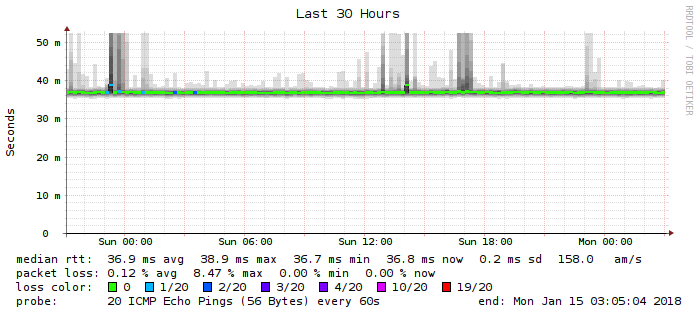 Last 30 Hours
RRDTOOL / TOBI OETIKER
Seconds
50 m
40 m
30 m
20 m
10 m
0
Sun 00:00 Sun 06:00 Sun 12:00 Sun 18:00 Mon 00:00
median rtt: 36.9 ms avg 38.9 ms max 36.7 ms min 36.8 ms now 0.2 ms sd 158.0 am/s
packet loss: 0.12 % avg 8.47 % max 0.00 % min 0.00 % now
loss color: 0 1/20 2/20 3/20 4/20 10/20 19/20
probe: 20 ICMP Echo Pings (56 Bytes) every 60s end: Mon Jan 15 03:05:04 2018